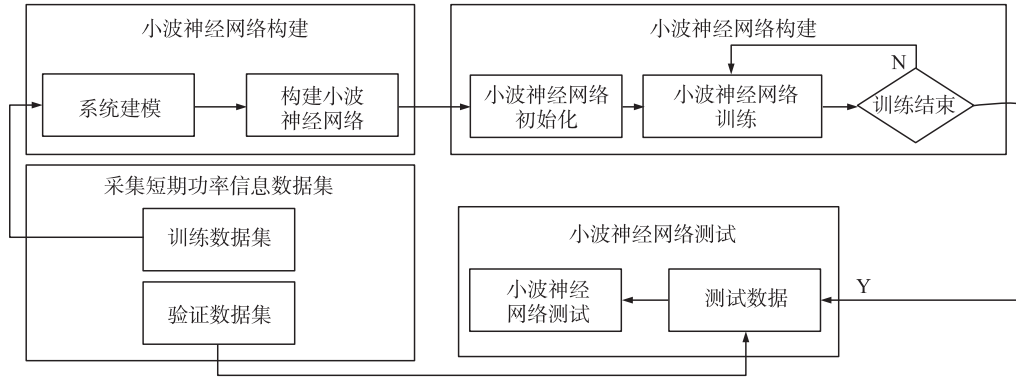 小波神经网络构建
系统建模
构建小波
神经网络
小波神经网络构建
小波神经网络
初始化
小波神经网络
训练
N
训练结束
采集短期功率信息数据集
训练数据集
验证数据集
小波神经网络测试
小波神经
网络测试
测试数据
Y